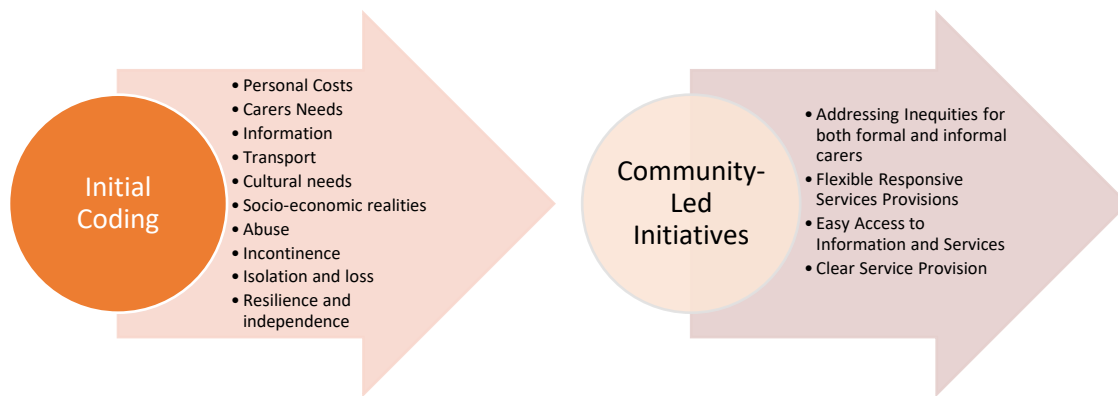 Initial
Coding
• Personal Costs
• Carers Needs
• Information
• Transport
• Cultural needs
• Socio-economic realities
• Abuse
• Incontinence
• Isolation and loss
• Resilience and
independence
Community-
Led
Initiatives
• Addressing Inequities for
both formal and informal
carers
• Flexible Responsive
Services Provisions
• Easy Access to
Information and Services
• Clear Service Provision